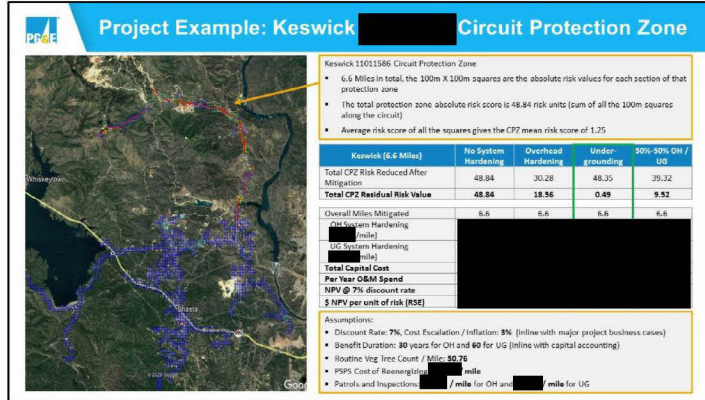 PG&E
Project Example: Keswick Circuit Protection Zone
Keswick 11011586 Circuit Protection Zone
▪ 6.6 Miles in total, the 100m X 100m squares are the absolute risk values for each section of that
protection zone
▪ The total protection zone absolute risk score is 48.84 risk units (sum of all the 100m squares
along the circuit)
▪ Average risk score of all the squares gives the CPZ mean risk of 1.25
Keswick (6.6 Miles) No System Overhead Under- 50%-50% OH /
Hardening Hardening grounding UG
Total CPZ Risk Reduced After
Mitigation 48.84 30.28 48.35 39.32
Total CPZ Residual Risk Value 48.84 18.56 0.49 9.52
Overall Miles Mitigated 6.6 6.6 6.6 6.6
OH System Hardening
/mile)
UG System Hardening
/mile)
Total Capital Cost
Per Year O&M Spend
NPV @ 7% discount rate
$ NPV per unit of risk (RSE)
Assumptions:
▪ Discount Rate: 7%, Cost Escalation / Inflation: 3% (Inline with major project business cases)
▪ Benefit Duration: 30 years for OH and 60 for UG (Inline with capital accounting)
▪ Routine Veg Tree Count / Mile: 50.76
▪ PSPS Cost of Reenergizing / mile
▪ Patrols and Inspections: / mile for OH and / mile for UG
Whiskeytown
Shasta
Goo